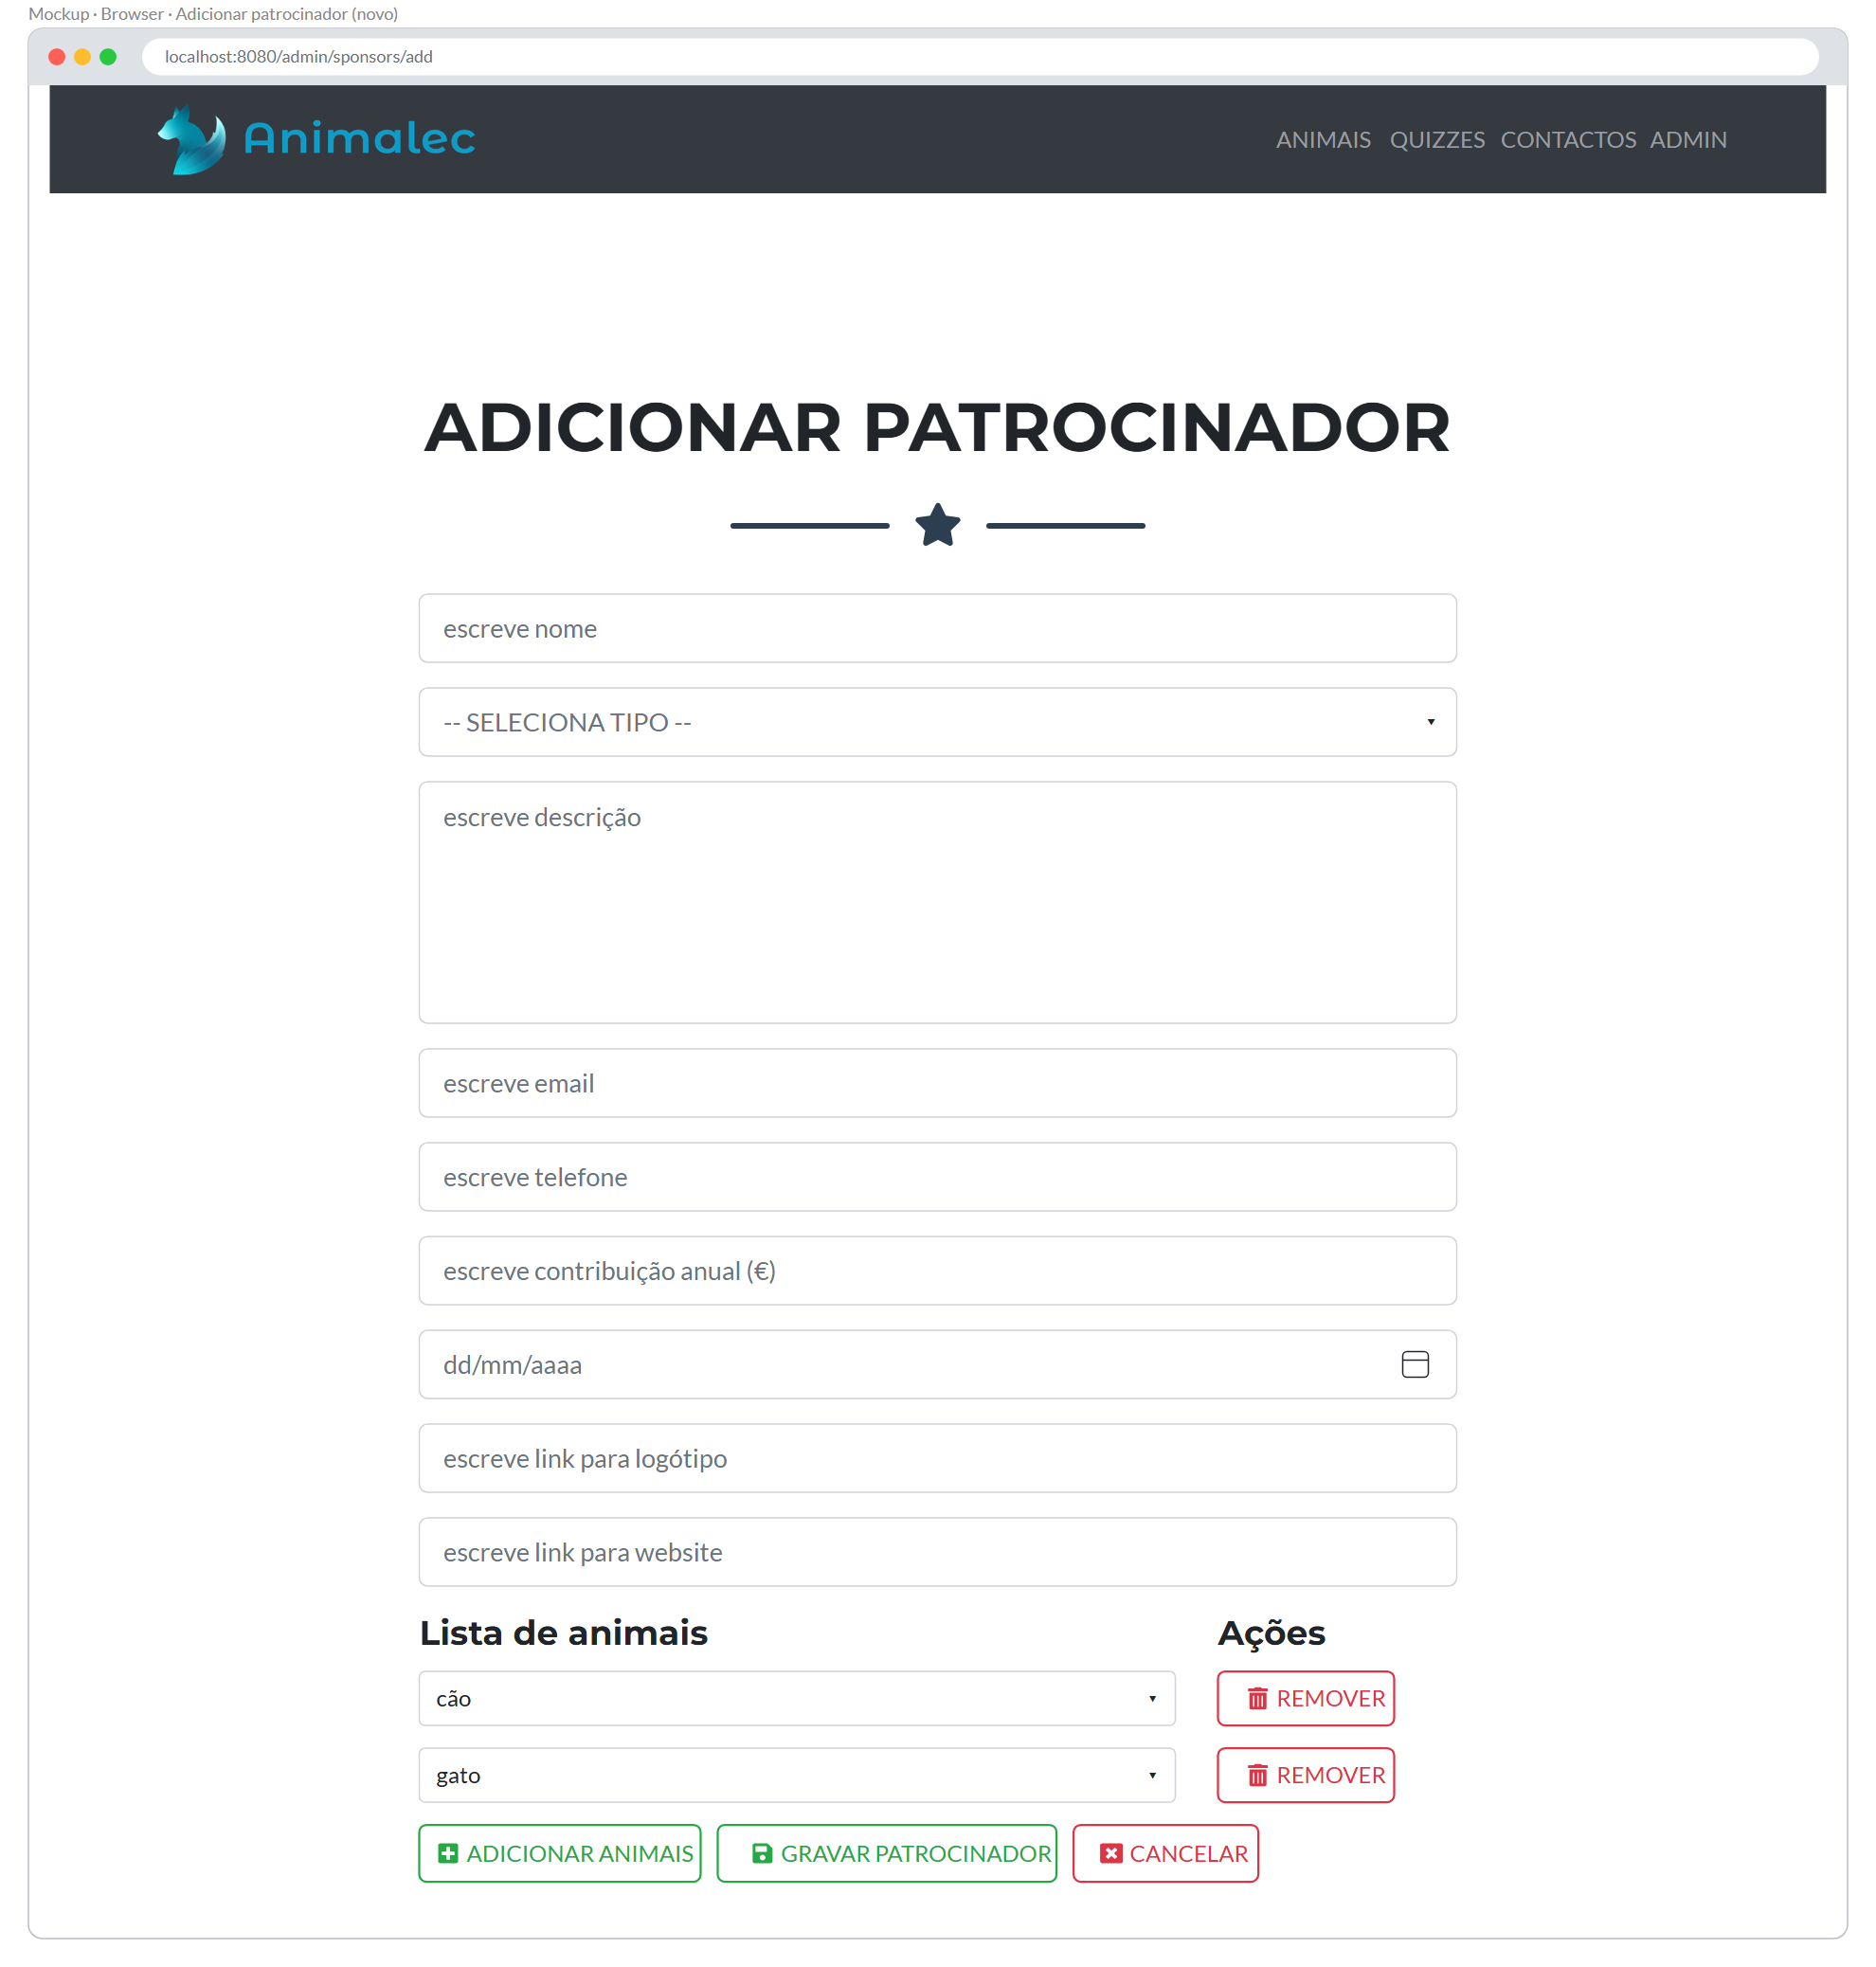 Mockup · Browser · Adicionar patrocinador (novo)
localhost:8080/admin/sponsors/add
Animalec
ANIMAIS QUIZZES CONTACTOS ADMIN
ADICIONAR PATROCINADOR
escreve nome
-- SELECIONA TIPO --
escreve descrição
escreve email
escreve telefone
escreve contribuição anual (€)
dd/mm/aaaa
escreve link para logótipo
escreve link para website
Lista de animais Ações
cão REMOVER
gato REMOVER
ADICIONAR ANIMAIS GRAVAR PATROCINADOR CANCELAR